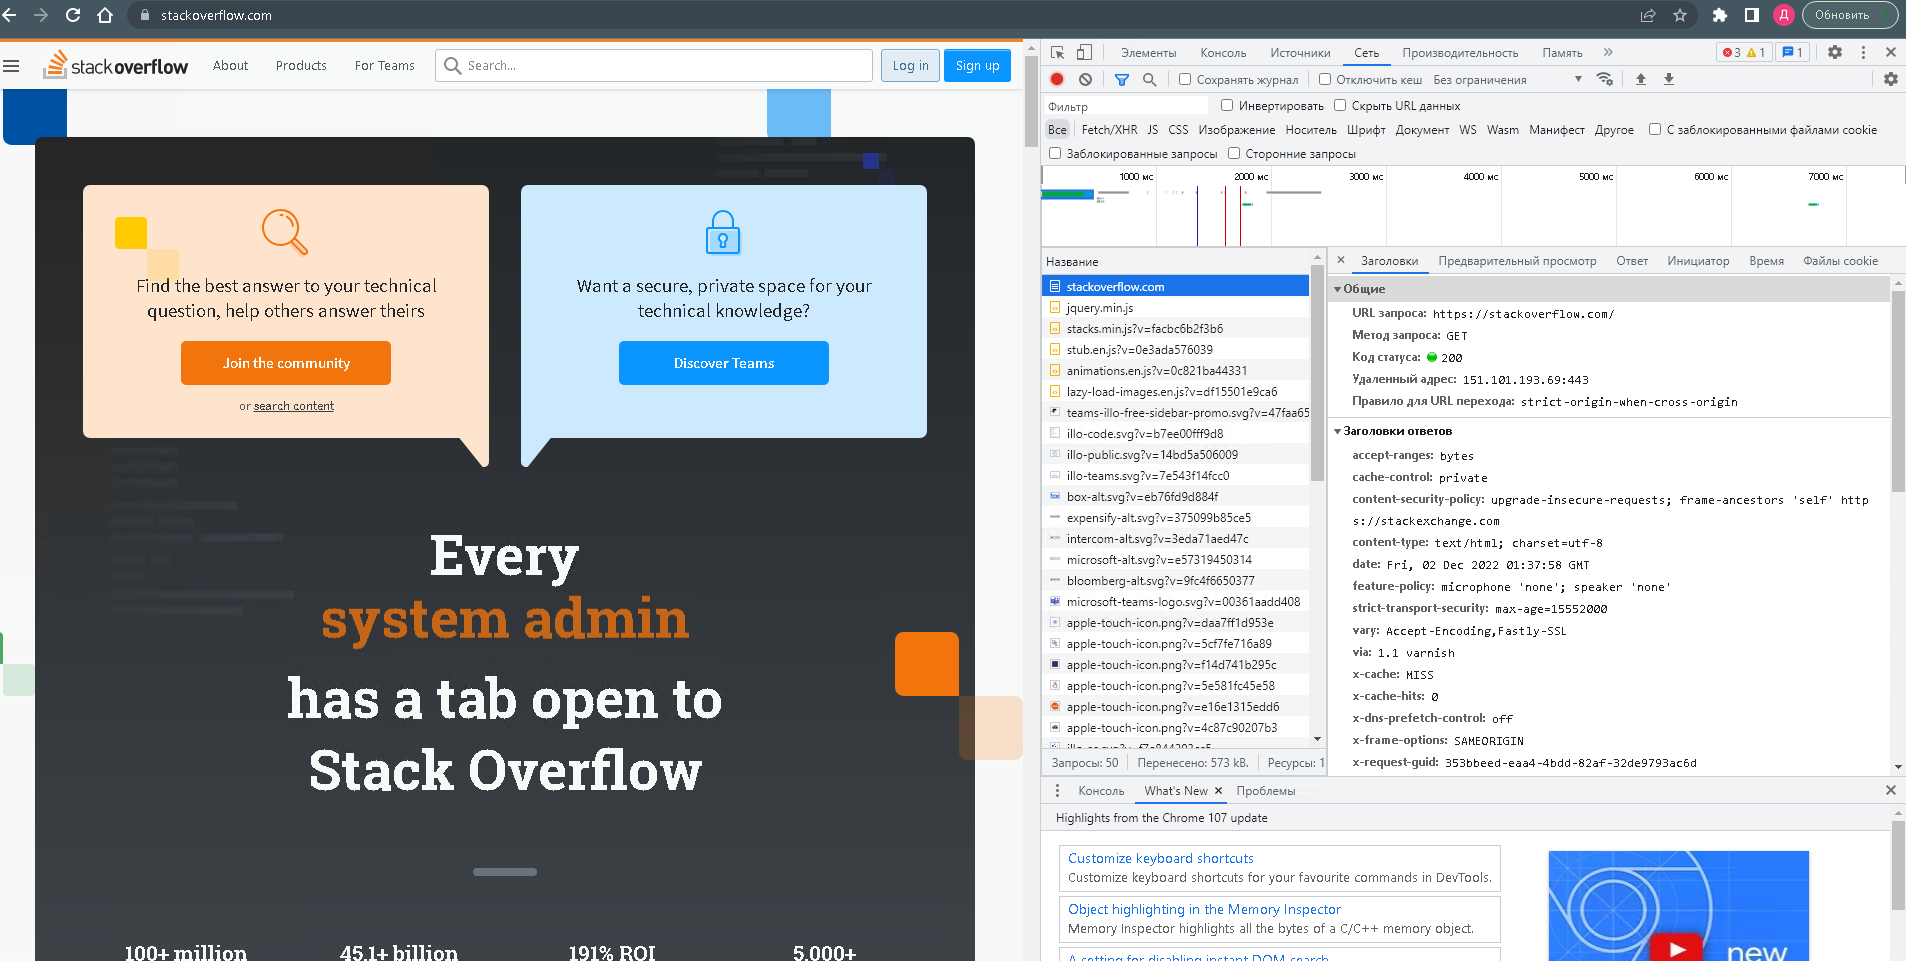 stackoverflow.com
Обновить
stackoverflow
About
Products
For Teams
Search...
Log in
Sign up
Find the best answer to your technical
question, help others answer theirs
Join the community
or search content
Want a secure, private space for your
technical knowledge?
Discover Teams
Every
system admin
has a tab open to
Stack Overflow
100+ million
45.1+ billion
191% ROI
5,000+
Элементы
Консоль
Источники
Сеть
Производительность
Память
3
1
1
Сохранять журнал
Отключить кеш
Без ограничения
Фильтр
Инвертировать
Скрыть URL данных
Все
Fetch/XHR
JS
CSS
Изображение
Носитель
Шрифт
Документ
WS
Wasm
Манифест
Другое
С заблокированными файлами cookie
Заблокированные запросы
Сторонние запросы
1000 мс
2000 мс
3000 мс
4000 мс
5000 мс
6000 мс
7000 мс
Название
stackoverflow.com
jquery.min.js
stacks.min.js?v=facbc6b2f3b6
stub.en.js?v=0e3ada576039
animations.en.js?v=0c821ba44331
lazy-load-images.en.js?v=df15501e9ca6
teams-illo-free-sidebar-promo.svg?v=47faa65
illo-code.svg?v=b7ee00fff9d8
illo-public.svg?v=14bd5a506009
illo-teams.svg?v=7e543f14fcc0
box-alt.svg?v=eb76fd9d884f
expensify-alt.svg?v=375099b85ce5
intercom-alt.svg?v=3eda71aed47c
microsoft-alt.svg?v=e57319450314
bloomberg-alt.svg?v=9fc4f6650377
microsoft-teams-logo.svg?v=00361aadd408
apple-touch-icon.png?v=daa7ff1d953e
apple-touch-icon.png?v=5cf7fe716a89
apple-touch-icon.png?v=f14d741b295c
apple-touch-icon.png?v=5e581fc45e58
apple-touch-icon.png?v=e16e1315edd6
apple-touch-icon.png?v=4c87c90207b3
Запросы: 50
Перенесено: 573 kB.
Ресурсы: 1
Заголовки
Предварительный просмотр
Ответ
Инициатор
Время
Файлы cookie
Общие
URL запроса: https://stackoverflow.com/
Метод запроса: GET
Код статуса: 200
Удаленный адрес: 151.101.193.69:443
Правило для URL перехода: strict-origin-when-cross-origin
Заголовки ответов
accept-ranges: bytes
cache-control: private
content-security-policy: upgrade-insecure-requests; frame-ancestors 'self' http
s://stackexchange.com
content-type: text/html; charset=utf-8
date: Fri, 02 Dec 2022 01:37:58 GMT
feature-policy: microphone 'none'; speaker 'none'
strict-transport-security: max-age=15552000
vary: Accept-Encoding,Fastly-SSL
via: 1.1 varnish
x-cache: MISS
x-cache-hits: 0
x-dns-prefetch-control: off
x-frame-options: SAMEORIGIN
x-request-guid: 353bbeed-eaa4-4bdd-82af-32de9793ac6d
Консоль
What's New
Проблемы
Highlights from the Chrome 107 update
Customize keyboard shortcuts
Customize keyboard shortcuts for your favourite commands in DevTools.
Object highlighting in the Memory Inspector
Memory Inspector highlights all the bytes of a C/C++ memory object.
A setting for disabling instant DOM search
new